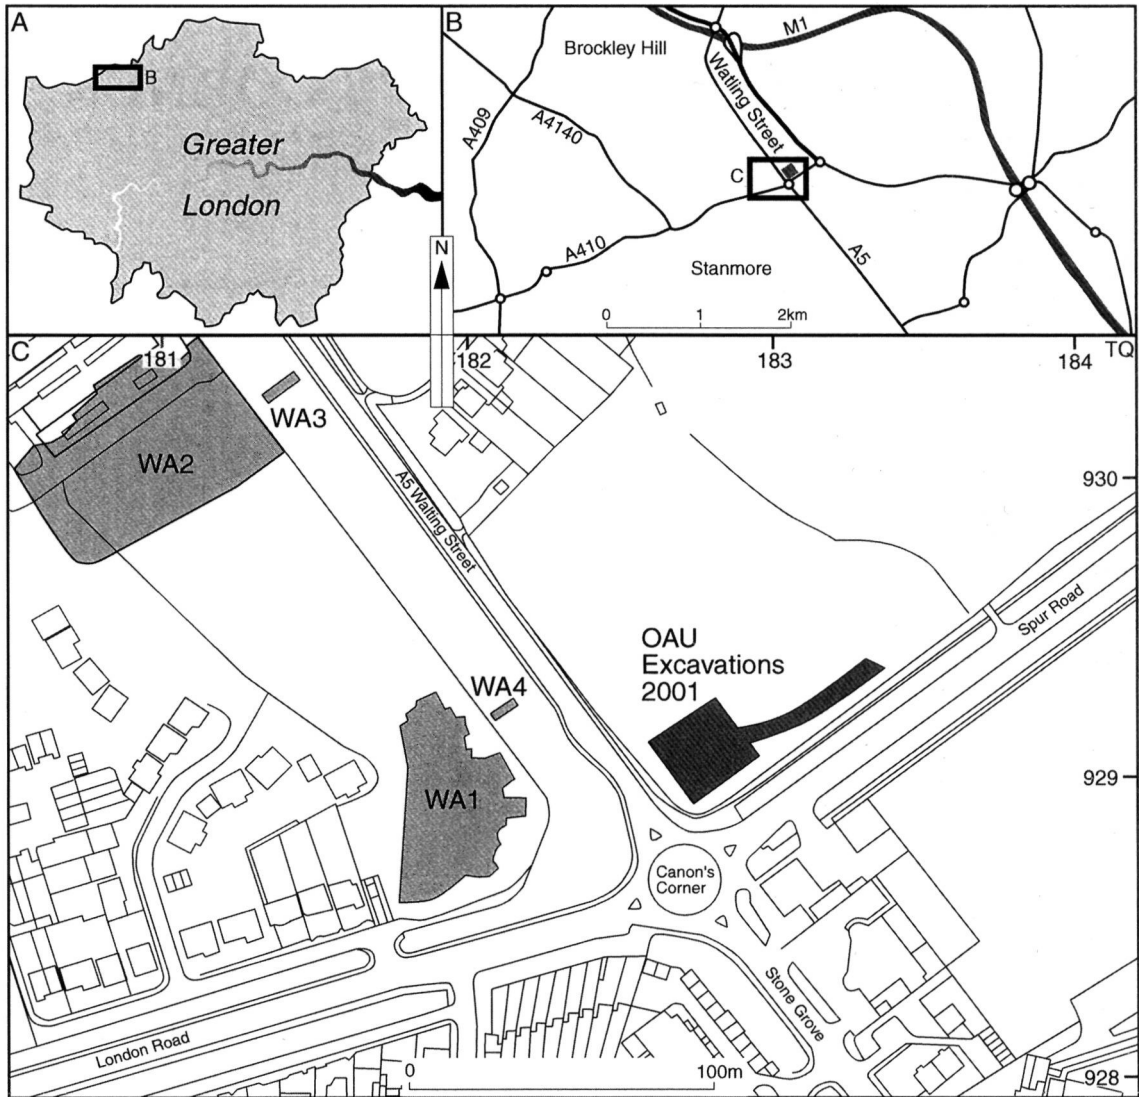 A
B
Greater
London
N
B
Brockley Hill
M1
Watling Street
A409
A4140
C
A410
A5
Stanmore
0 1 2km
C
181
182
183
184
TQ
WA3
WA2
A5 Walting Street
930
OAU
Excavations
2001
Spur Road
WA4
WA1
929
Canon's
Corner
Stone Grove
London Road
0 100m
928